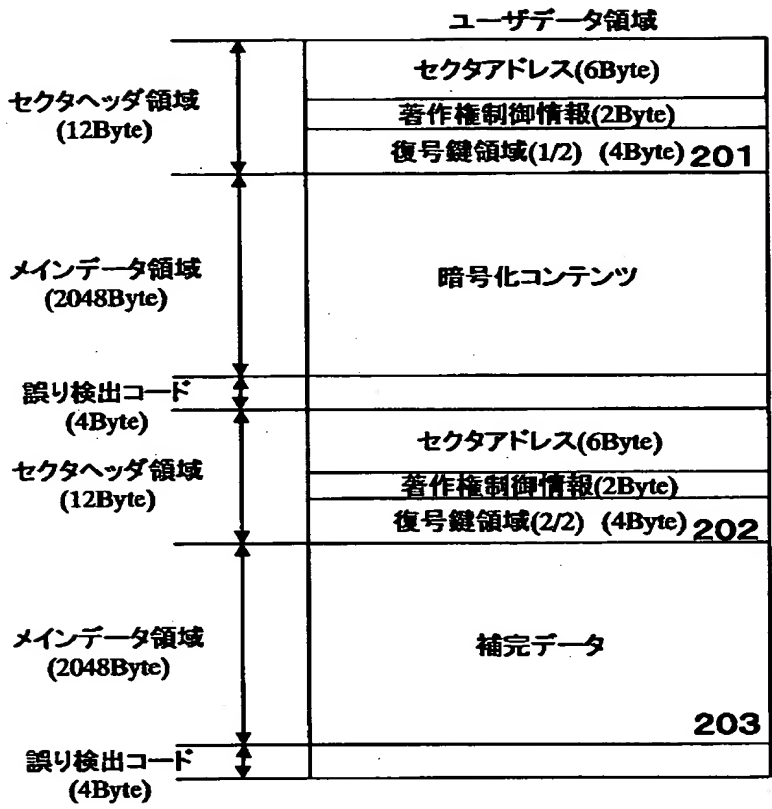 ユーザデータ領域
セクタヘッダ領域
(12Byte)
セクタアドレス(6Byte)
著作権制御情報(2Byte)
復号鍵領域(1/2) (4Byte) 201
メインデータ領域
(2048Byte)
暗号化コンテンツ
誤り検出コード
(4Byte)
セクタヘッダ領域
(12Byte)
セクタアドレス(6Byte)
著作権制御情報(2Byte)
復号鍵領域(2/2) (4Byte) 202
メインデータ領域
(2048Byte)
補完データ
203
誤り検出コード
(4Byte)